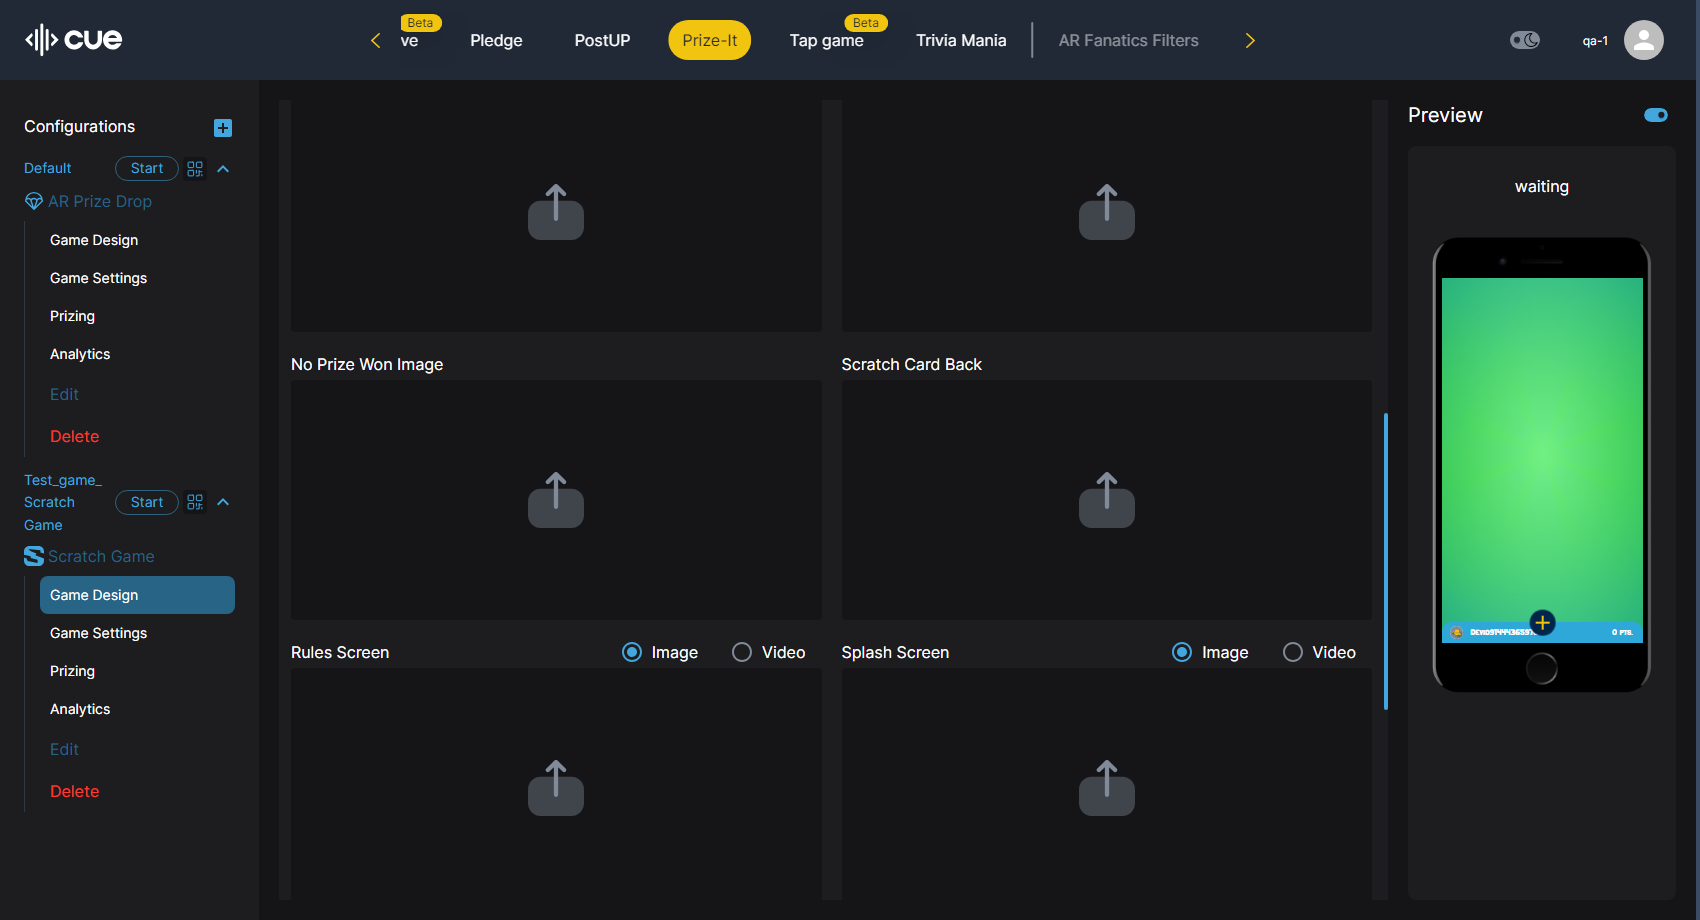 cue
Beta
ve
Pledge
PostUP
Prize-It
Beta
Tap game
Trivia Mania
AR Fanatics Filters
qa-1
Configurations
Default
Start
AR Prize Drop
Game Design
Game Settings
Prizing
Analytics
Edit
Delete
Test_game_
Scratch
Game
Start
Scratch Game
Game Design
Game Settings
Prizing
Analytics
Edit
Delete
No Prize Won Image
Scratch Card Back
Rules Screen
Image
Video
Splash Screen
Image
Video
Preview
waiting
0 PTS.